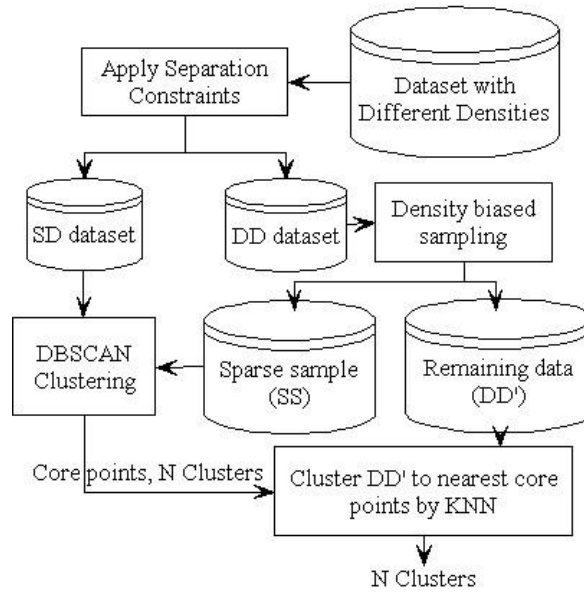 Apply Separation
Constraints
Dataset with
Different Densities
SD dataset
DD dataset
Density biased
sampling
DBSCAN
Clustering
Sparse sample
(SS)
Remaining data
(DD')
Core points, N Clusters
Cluster DD' to nearest core
points by KNN
N Clusters